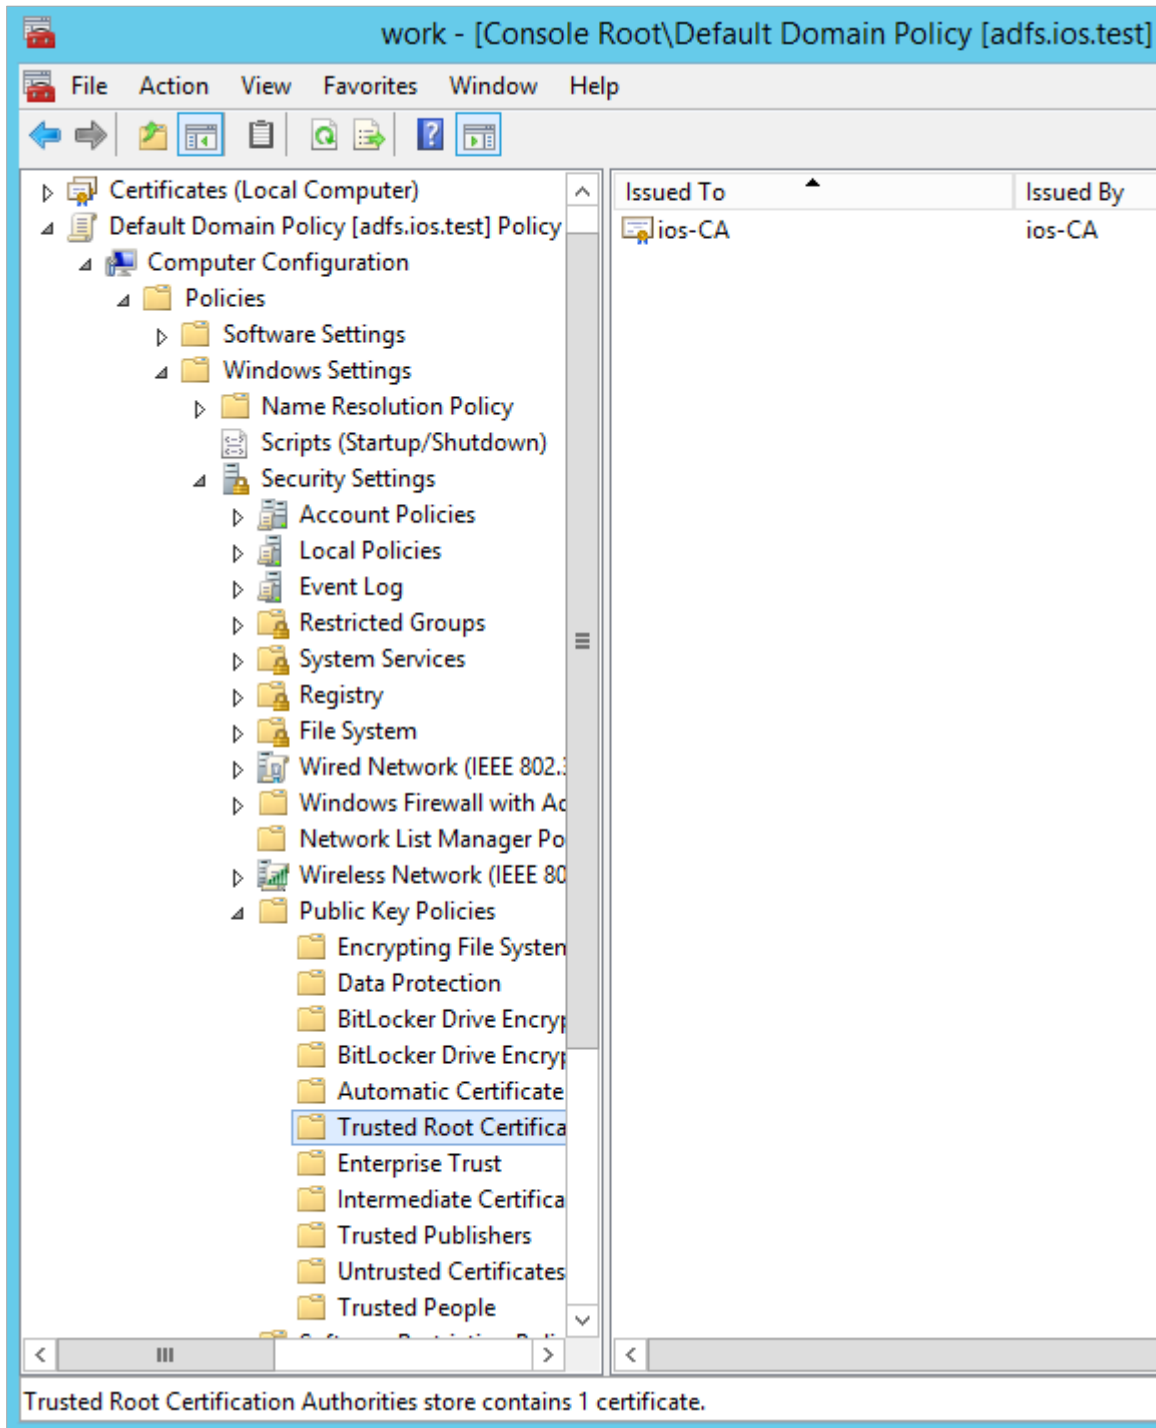 work - [Console Root\Default Domain Policy [adfs.ios.test]
File Action View Favorites Window Help
Certificates (Local Computer)
Default Domain Policy [adfs.ios.test] Policy
Computer Configuration
Policies
Software Settings
Windows Settings
Name Resolution Policy
Scripts (Startup/Shutdown)
Security Settings
Account Policies
Local Policies
Event Log
Restricted Groups
System Services
Registry
File System
Wired Network (IEEE 802.3
Windows Firewall with Ad
Network List Manager Po
Wireless Network (IEEE 80
Public Key Policies
Encrypting File System
Data Protection
BitLocker Drive Encryp
BitLocker Drive Encryp
Automatic Certificate
Trusted Root Certifica
Enterprise Trust
Intermediate Certifica
Trusted Publishers
Untrusted Certificates
Trusted People
Issued To Issued By
ios-CA ios-CA
Trusted Root Certification Authorities store contains 1 certificate.